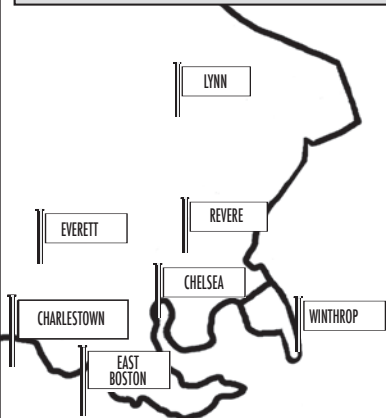 LYNN
REVERE
EVERETT
CHELSEA
CHARLESTOWN
WINTHROP
EAST
BOSTON